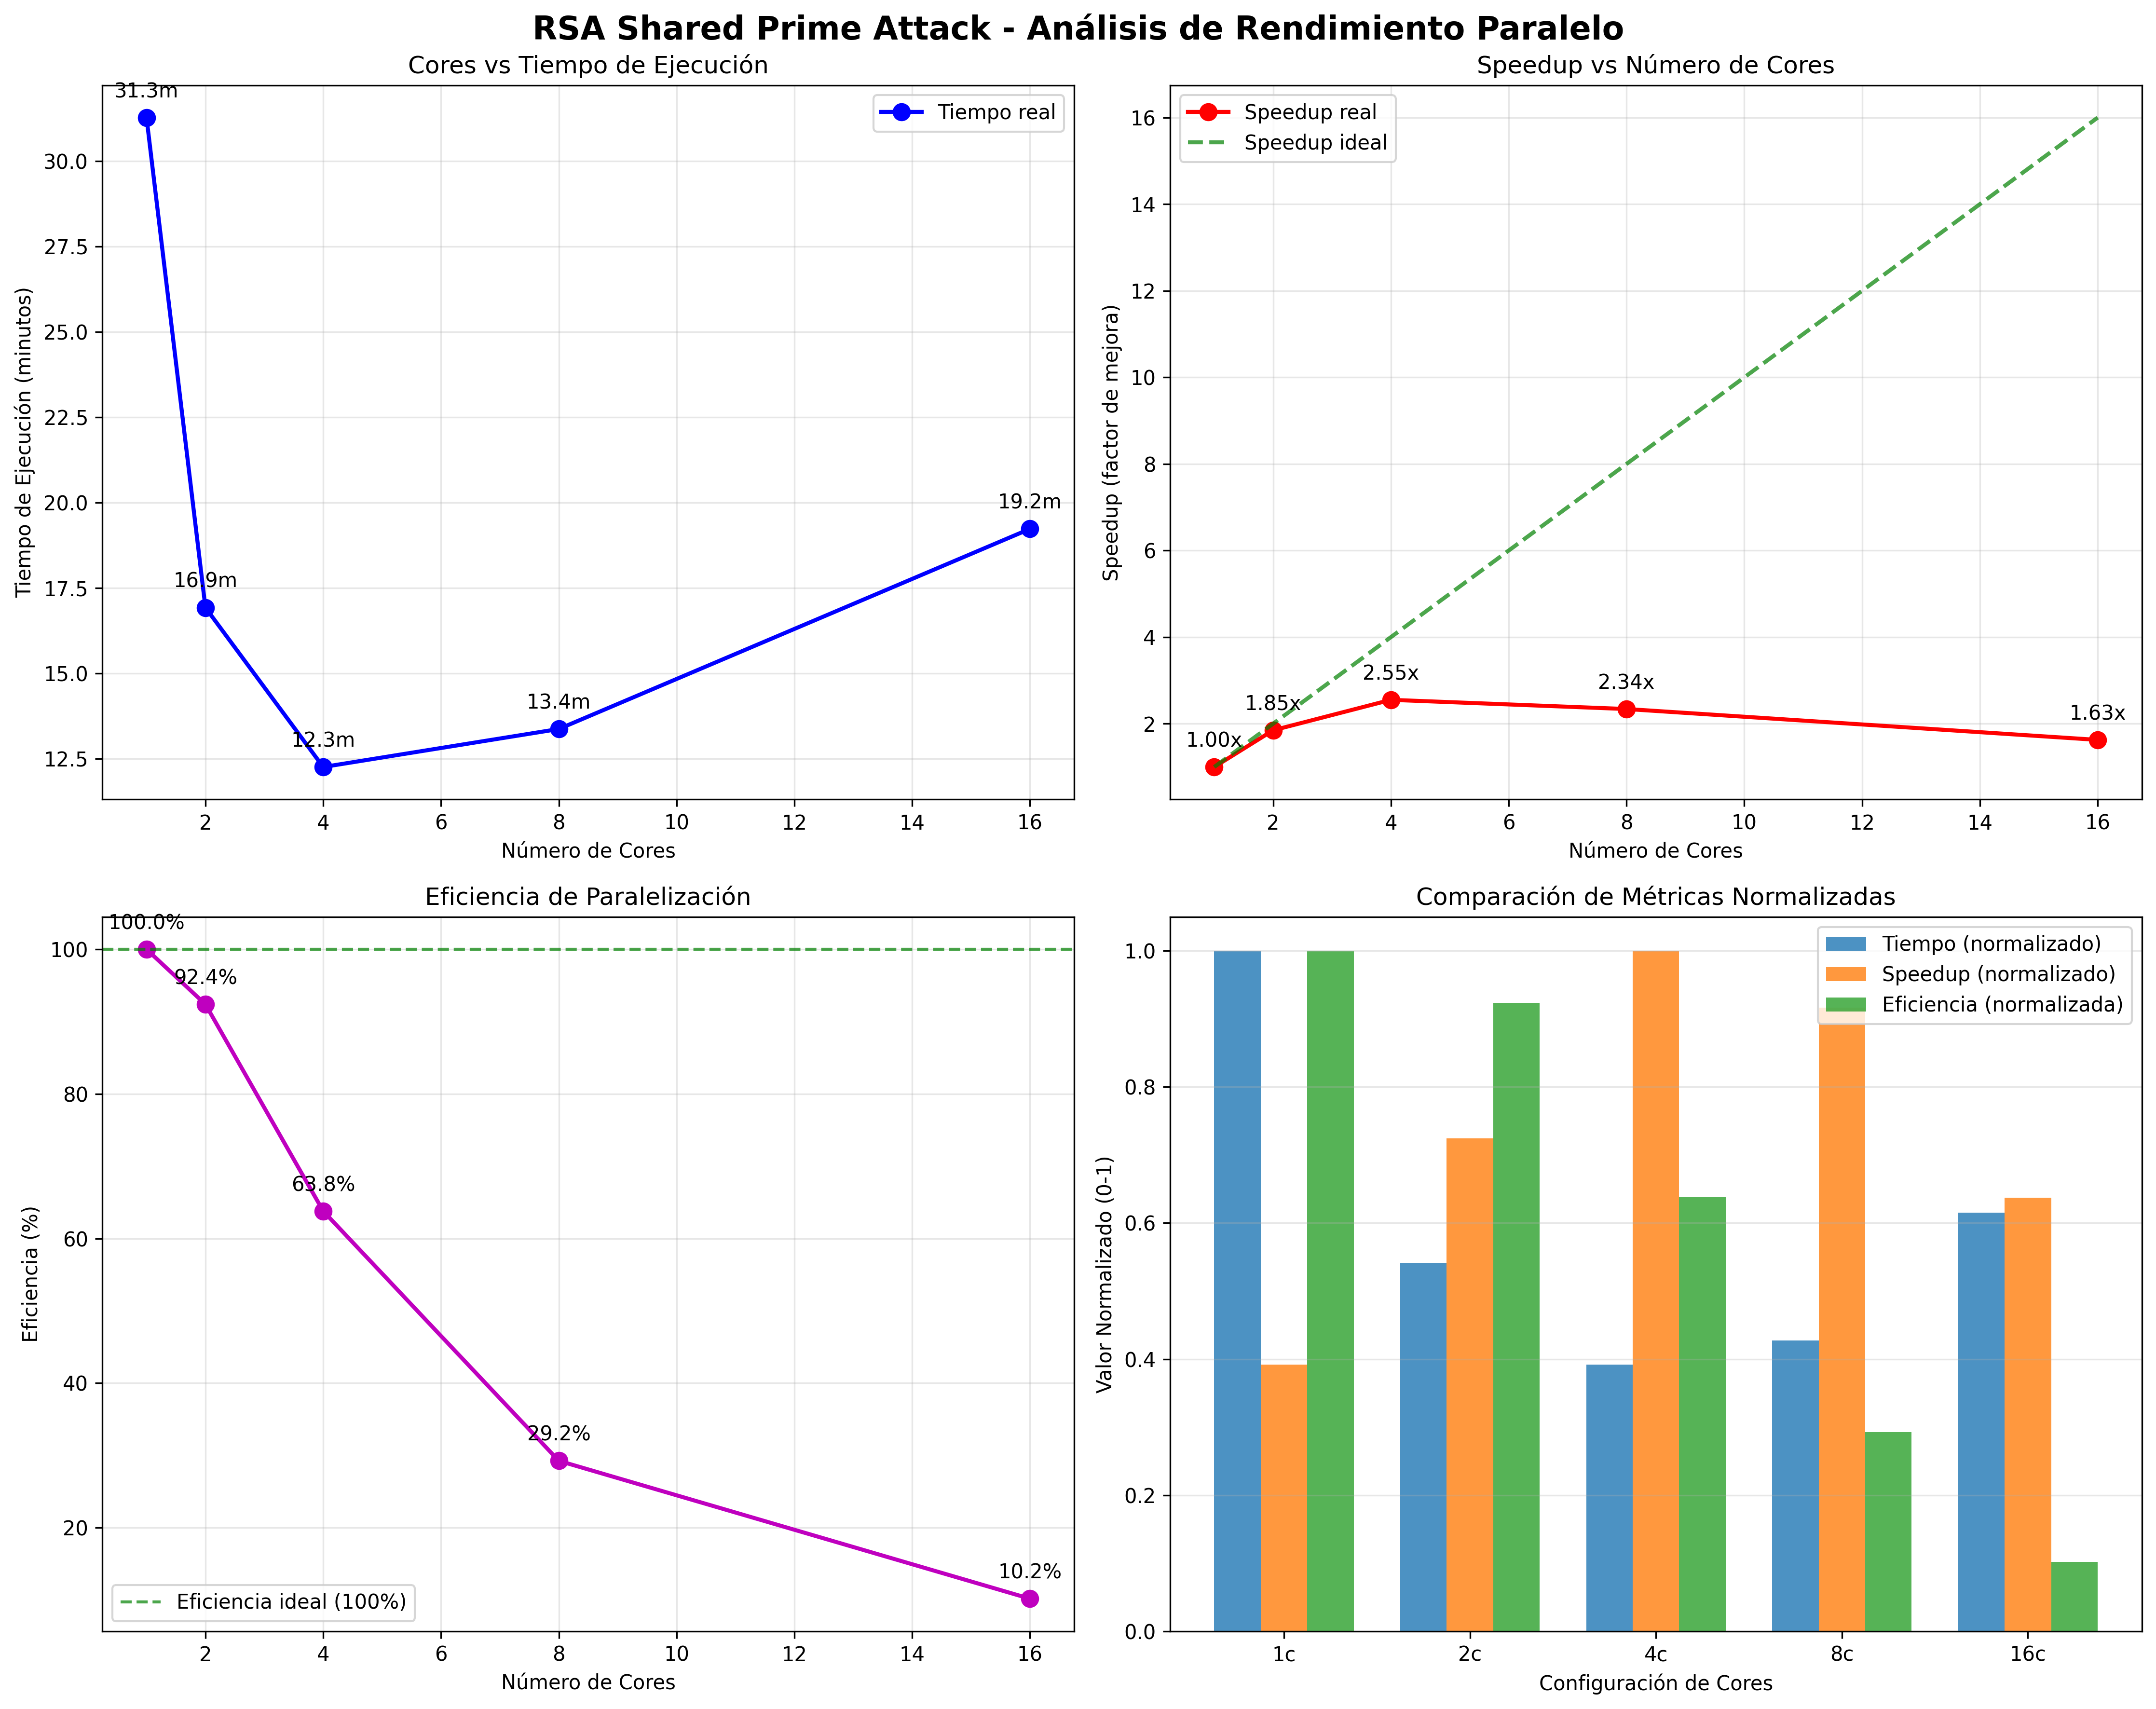 RSA Shared Prime Attack - Análisis de Rendimiento Paralelo
Cores vs Tiempo de Ejecución
31.3m
16.9m
12.3m
13.4m
19.2m
Tiempo real
30.0
27.5
25.0
22.5
20.0
17.5
15.0
12.5
Tiempo de Ejecución (minutos)
2 4 6 8 10 12 14 16
Número de Cores
Speedup vs Número de Cores
Speedup real
Speedup ideal
16
14
12
10
8
6
4
2
Speedup (factor de mejora)
1.00x
1.85x
2.55x
2.34x
1.63x
2 4 6 8 10 12 14 16
Número de Cores
Eficiencia de Paralelización
100.0%
92.4%
63.8%
29.2%
10.2%
100
80
60
40
20
Eficiencia (%)
Eficiencia ideal (100%)
2 4 6 8 10 12 14 16
Número de Cores
Comparación de Métricas Normalizadas
Tiempo (normalizado)
Speedup (normalizado)
Eficiencia (normalizada)
1.0
0.8
0.6
0.4
0.2
0.0
Valor Normalizado (0-1)
1c 2c 4c 8c 16c
Configuración de Cores